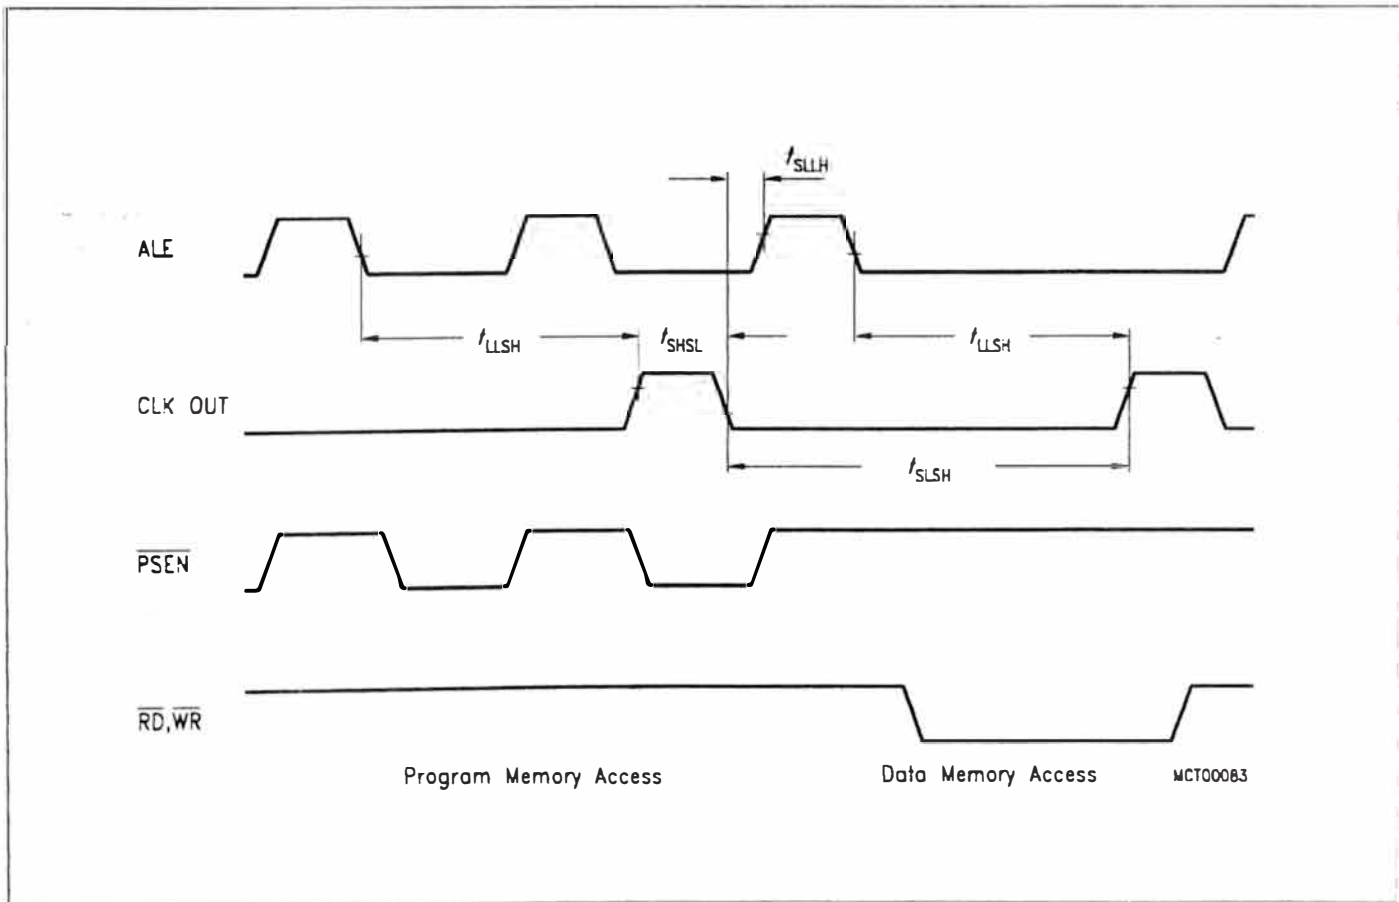 tSLLH
ALE
tLLSH
tSHSL
tLLSH
CLK OUT
tSLSH
PSEN
RD,WR
Program Memory Access
Data Memory Access
MCT00083